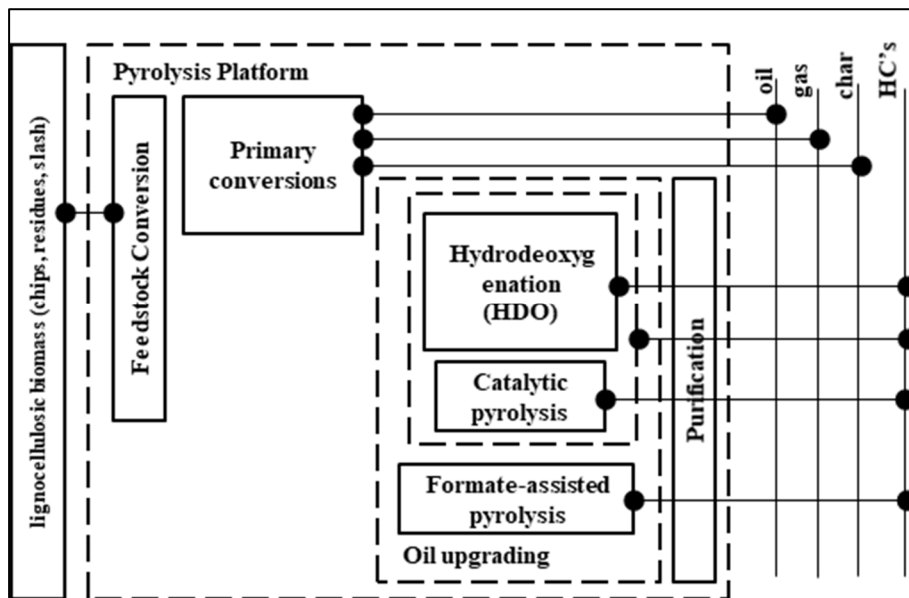 lignocellulosic biomass (chips, residues, slash)
Pyrolysis Platform
Feedstock Conversion
Primary
conversions
Hydrodeoxyg
enation
(HDO)
Catalytic
pyrolysis
Formate-assisted
pyrolysis
Oil upgrading
Purification
oil
gas
char
HC's